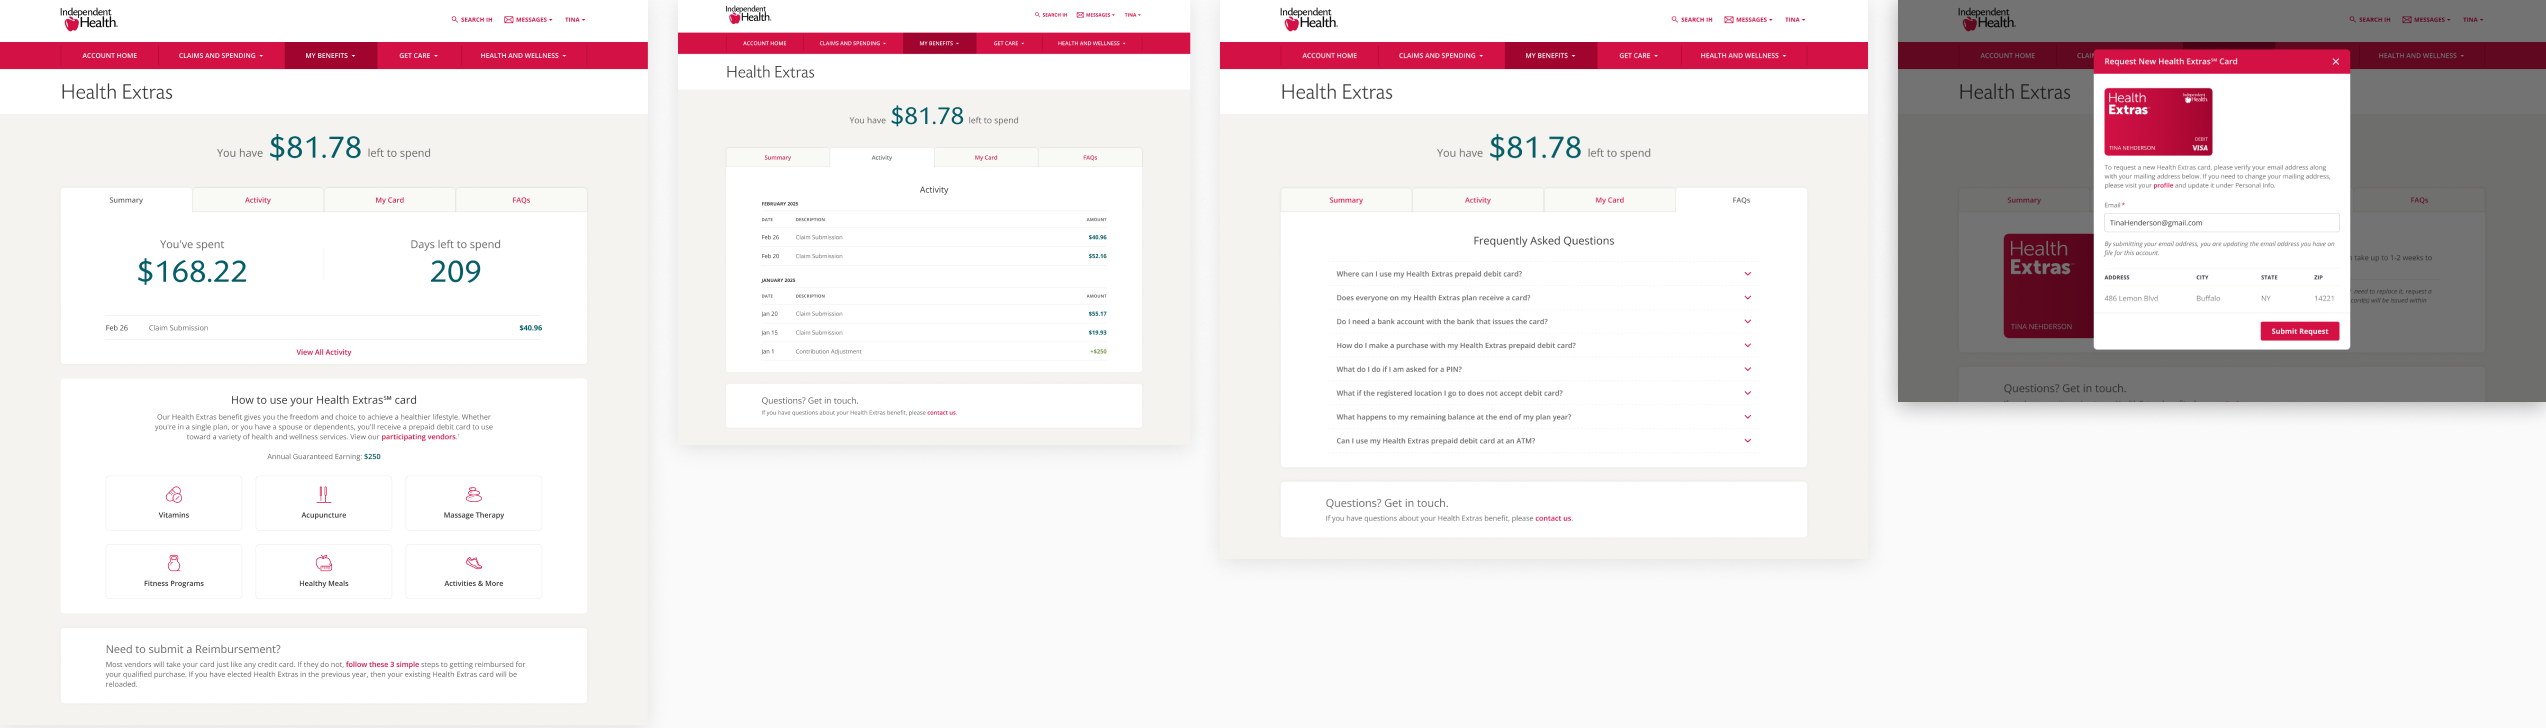 Independent
Health.
SEARCH IH
MESSAGES
TINA
ACCOUNT HOME
CLAIMS AND SPENDING
MY BENEFITS
GET CARE
HEALTH AND WELLNESS
Health Extras
You have $81.78 left to spend
Summary
Activity
My Card
FAQs
You've spent
$168.22
Days left to spend
209
Feb 26 Claim Submission $40.96
View All Activity
How to use your Health Extras℠ card
Our Health Extras benefit gives you the freedom and choice to achieve a healthier lifestyle. Whether
you're in a single plan, or you have a spouse or dependents, you'll receive a prepaid debit card to use
toward a variety of health and wellness services. View our participating vendors.¹
Annual Guaranteed Earning: $250
Vitamins
Acupuncture
Massage Therapy
Fitness Programs
Healthy Meals
Activities & More
Need to submit a Reimbursement?
Most vendors will take your card just like any credit card. If they do not, follow these 3 simple steps to getting reimbursed for
your qualified purchase. If you have elected Health Extras in the previous year, then your existing Health Extras card will be
reloaded.
Independent
Health.
SEARCH IH
MESSAGES
TINA
ACCOUNT HOME
CLAIMS AND SPENDING
MY BENEFITS
GET CARE
HEALTH AND WELLNESS
Health Extras
You have $81.78 left to spend
Summary
Activity
My Card
FAQs
Activity
FEBRUARY 2025
DATE DESCRIPTION AMOUNT
Feb 26 Claim Submission $40.96
Feb 20 Claim Submission $52.16
JANUARY 2025
DATE DESCRIPTION AMOUNT
Jan 20 Claim Submission $55.17
Jan 15 Claim Submission $19.93
Jan 1 Contribution Adjustment +$250
Questions? Get in touch.
If you have questions about your Health Extras benefit, please contact us.
Independent
Health.
SEARCH IH
MESSAGES
TINA
ACCOUNT HOME
CLAIMS AND SPENDING
MY BENEFITS
GET CARE
HEALTH AND WELLNESS
Health Extras
You have $81.78 left to spend
Summary
Activity
My Card
FAQs
Frequently Asked Questions
Where can I use my Health Extras prepaid debit card?
Does everyone on my Health Extras plan receive a card?
Do I need a bank account with the bank that issues the card?
How do I make a purchase with my Health Extras prepaid debit card?
What do I do if I am asked for a PIN?
What if the registered location I go to does not accept debit card?
What happens to my remaining balance at the end of my plan year?
Can I use my Health Extras prepaid debit card at an ATM?
Questions? Get in touch.
If you have questions about your Health Extras benefit, please contact us.
Independent
Health.
SEARCH IH
MESSAGES
TINA
ACCOUNT HOME
CLAI
HEALTH AND WELLNESS
Health Extras
Summary
FAQs
Health
Extras
TINA NEHDERSON
take up to 1-2 weeks to
need to replace it, request a
card(s) will be issued within
Questions? Get in touch.
Request New Health Extras℠ Card
Health
Extras
Independent
Health.
DEBIT
VISA
TINA NEHDERSON
To request a new Health Extras card, please verify your email address along
with your mailing address below. If you need to change your mailing address,
please visit your profile and update it under Personal Info.
Email *
TinaHenderson@gmail.com
By submitting your email address, you are updating the email address you have on
file for this account.
ADDRESS CITY STATE ZIP
486 Lemon Blvd Buffalo NY 14221
Submit Request